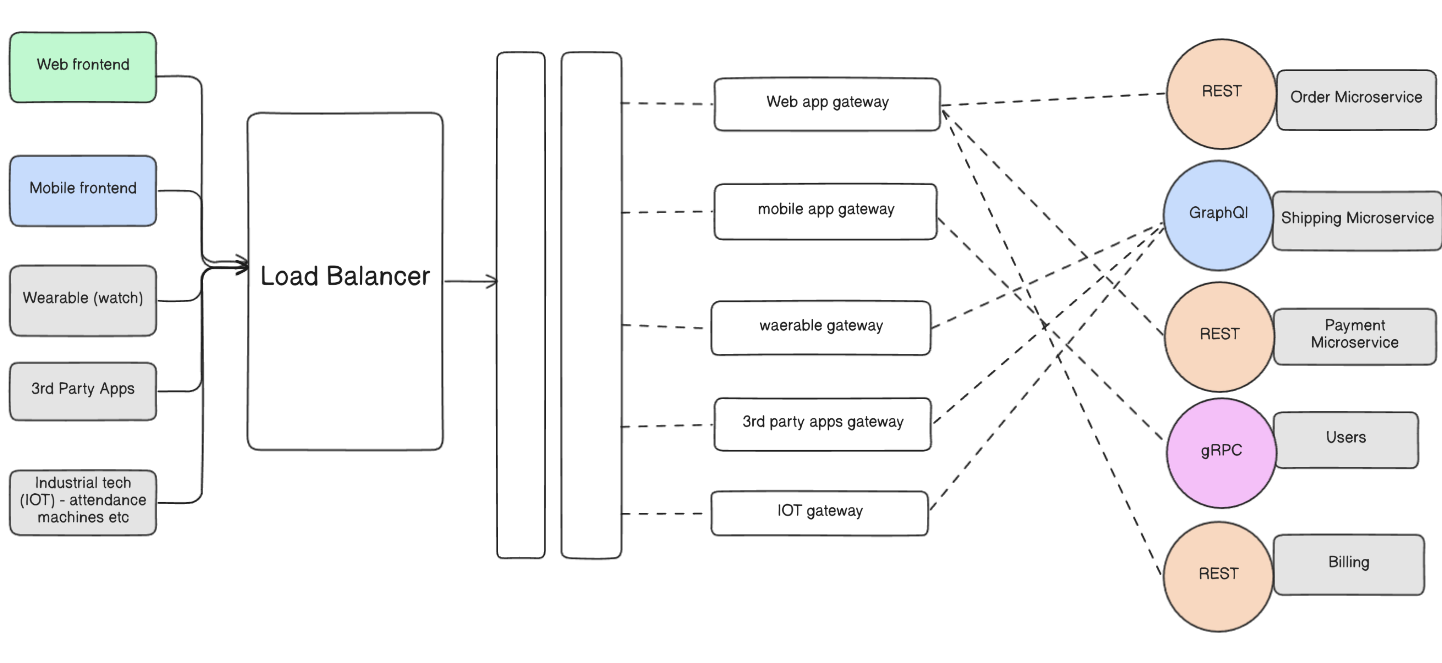 Web frontend
Mobile frontend
Wearable (watch)
3rd Party Apps
Industrial tech
(IOT) - attendance
machines etc
Load Balancer
Web app gateway
mobile app gateway
waerable gateway
3rd party apps gateway
IOT gateway
REST
Order Microservice
GraphQl
Shipping Microservice
REST
Payment
Microservice
gRPC
Users
REST
Billing